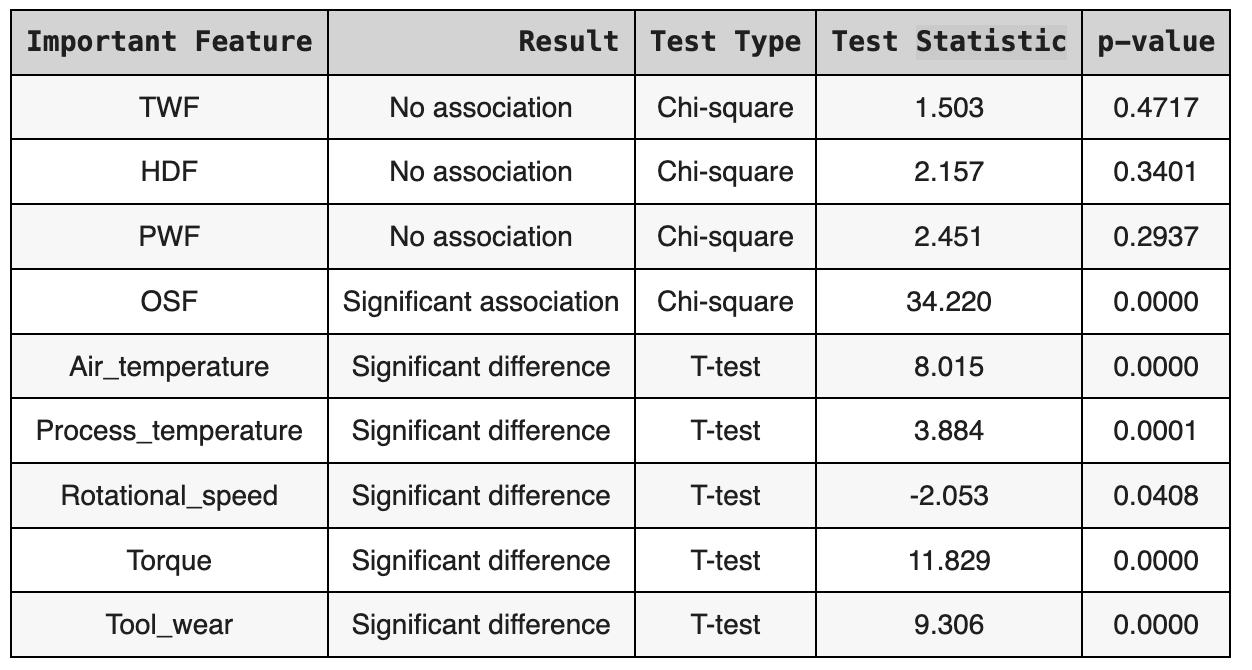 Important Feature Result Test Type Test Statistic p-value
TWF No association Chi-square 1.503 0.4717
HDF No association Chi-square 2.157 0.3401
PWF No association Chi-square 2.451 0.2937
OSF Significant association Chi-square 34.220 0.0000
Air_temperature Significant difference T-test 8.015 0.0000
Process_temperature Significant difference T-test 3.884 0.0001
Rotational_speed Significant difference T-test -2.053 0.0408
Torque Significant difference T-test 11.829 0.0000
Tool_wear Significant difference T-test 9.306 0.0000